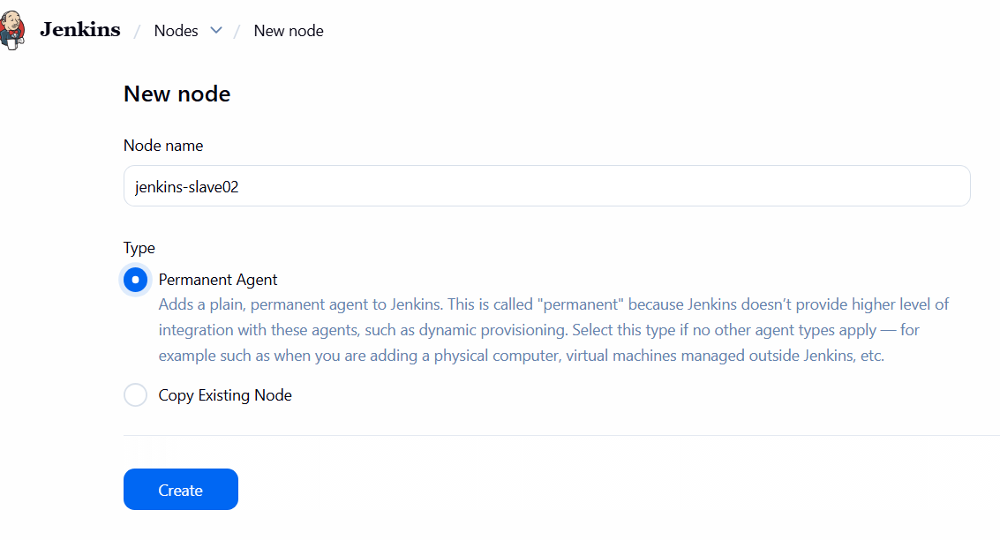 Jenkins / Nodes / New node
New node
Node name
jenkins-slave02
Type
Permanent Agent
Adds a plain, permanent agent to Jenkins. This is called "permanent" because Jenkins doesn’t provide higher level of
integration with these agents, such as dynamic provisioning. Select this type if no other agent types apply — for
example such as when you are adding a physical computer, virtual machines managed outside Jenkins, etc.
Copy Existing Node
Create